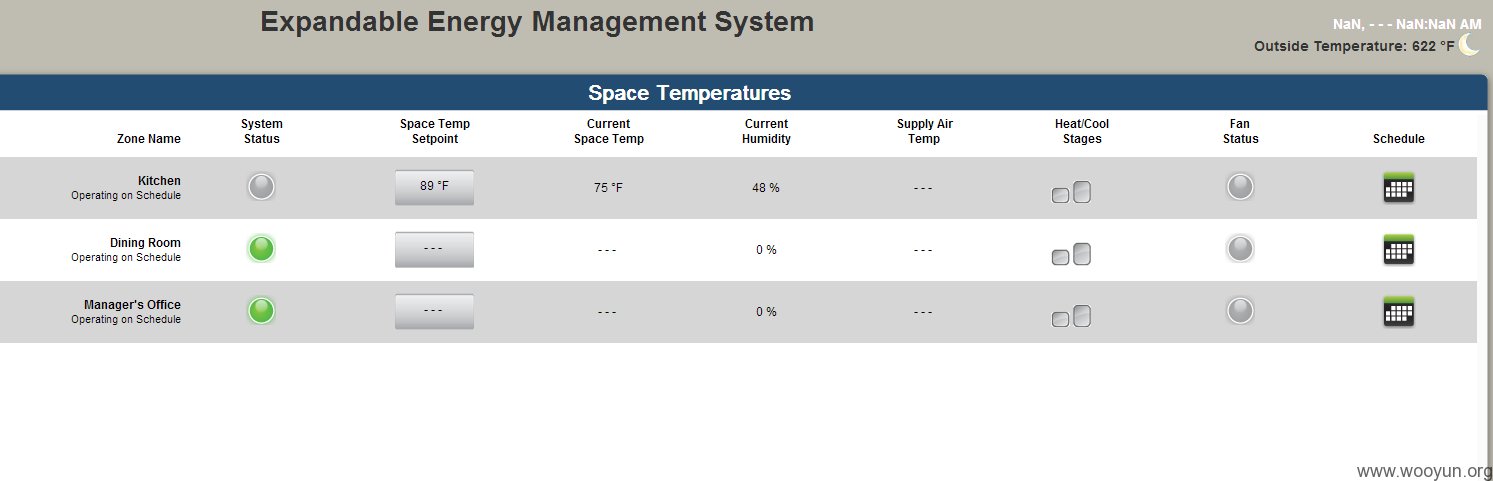 Expandable Energy Management System
NaN, - - - NaN:NaN AM
Outside Temperature: 622 °F
Space Temperatures
Zone Name System Status Space Temp Setpoint Current Space Temp Current Humidity Supply Air Temp Heat/Cool Stages Fan Status Schedule
Kitchen
Operating on Schedule
89 °F 75 °F 48 % - - -
Dining Room
Operating on Schedule
- - - - - - 0 % - - -
Manager's Office
Operating on Schedule
- - - - - - 0 % - - -
www.wooyun.org